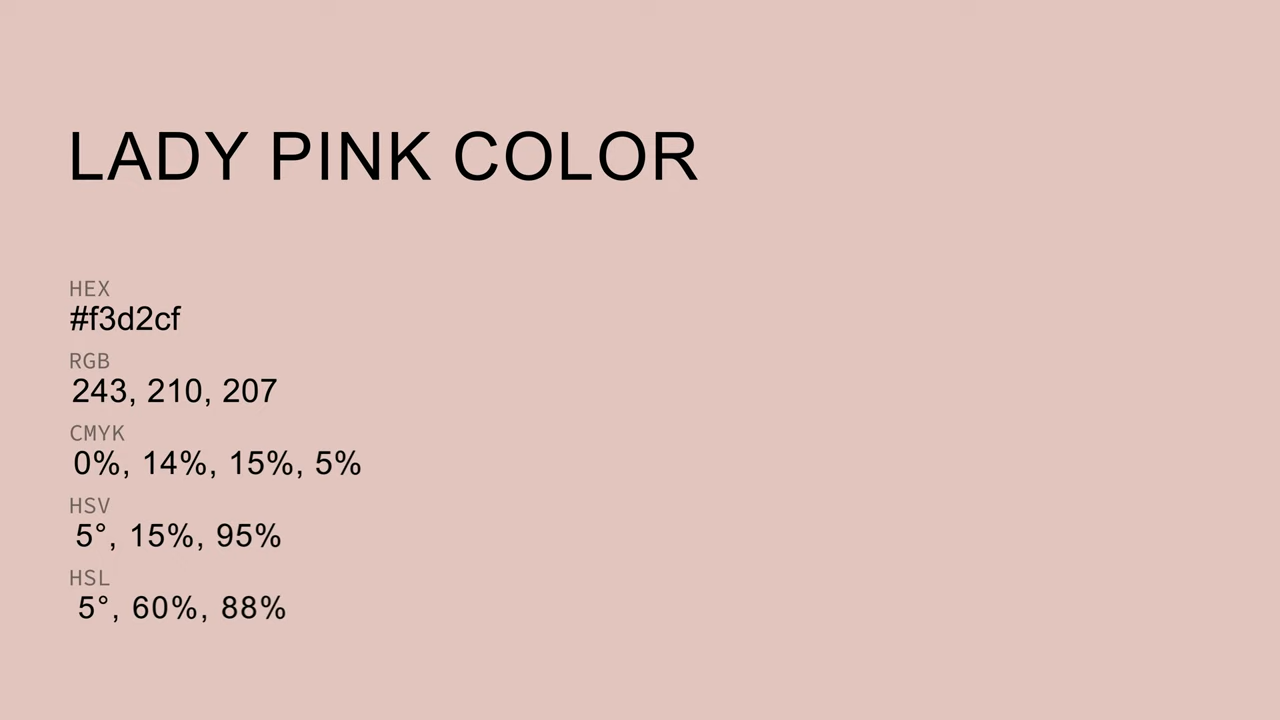 LADY PINK COLOR
HEX
#f3d2cf
RGB
243, 210, 207
CMYK
0%, 14%, 15%, 5%
HSV
5°, 15%, 95%
HSL
5°, 60%, 88%